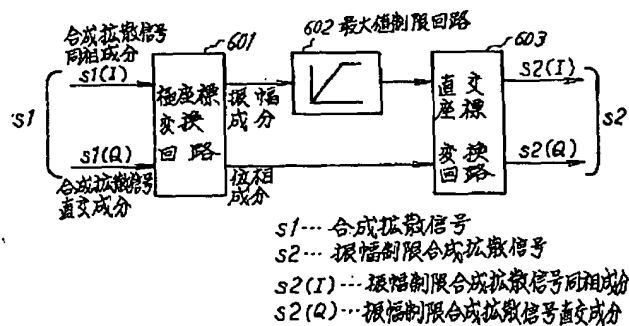 合成拡散信号
同相成分
s1(I)
s1
s1(Q)
合成拡散信号
直交成分
601
極座標
変換
回路
振幅
成分
位相
成分
602 最大値制限回路
603
直交
座標
変換
回路
s2(I)
s2
s2(Q)
s1…合成拡散信号
s2…振幅制限合成拡散信号
s2(I)…振幅制限合成拡散信号同相成分
s2(Q)…振幅制限合成拡散信号直交成分